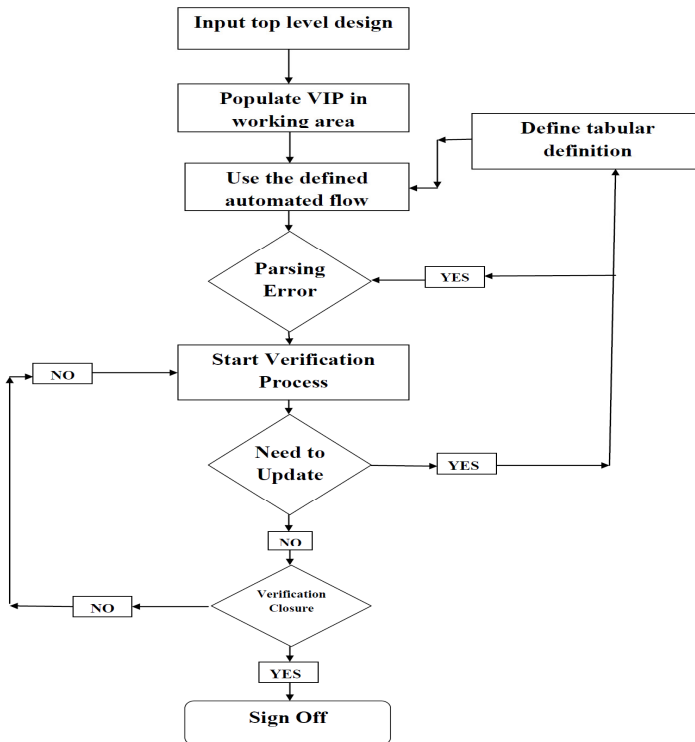 Input top level design
Populate VIP in
working area
Define tabular
definition
Use the defined
automated flow
Parsing
Error
YES
Start Verification
Process
NO
Need to
Update
YES
NO
Verification
Closure
NO
YES
Sign Off